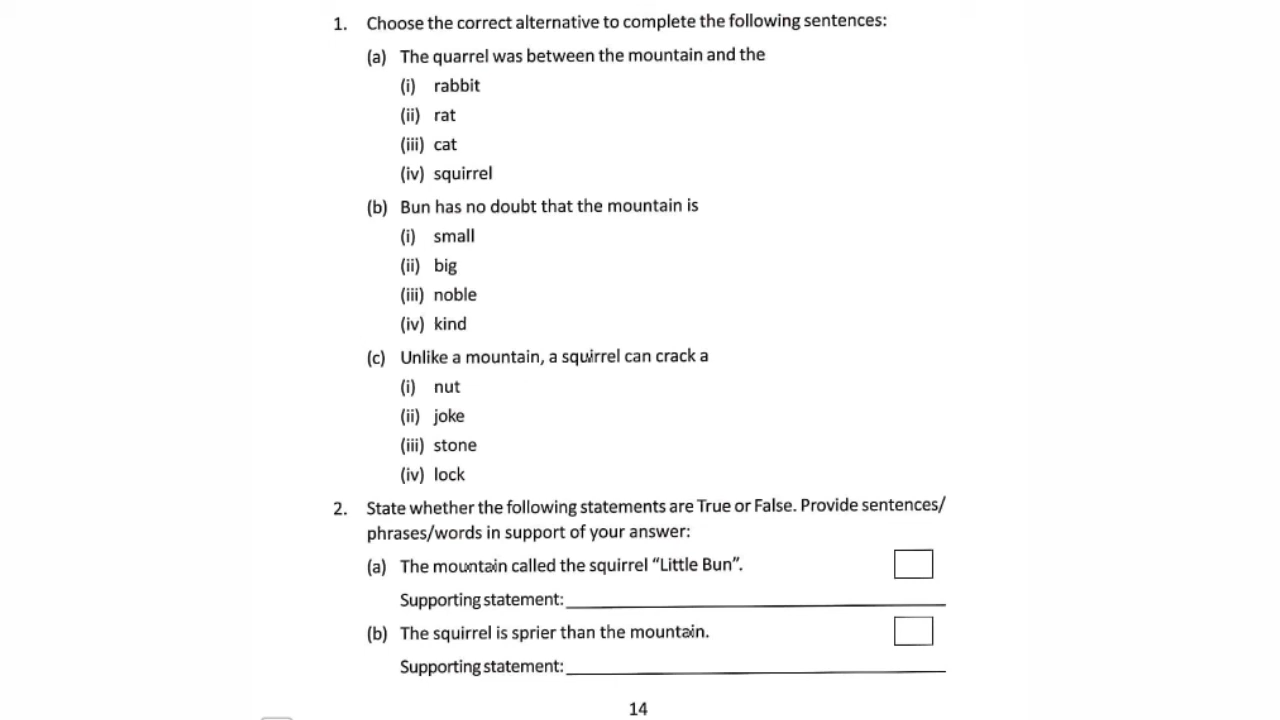 1. Choose the correct alternative to complete the following sentences:
(a) The quarrel was between the mountain and the
(i) rabbit
(ii) rat
(iii) cat
(iv) squirrel
(b) Bun has no doubt that the mountain is
(i) small
(ii) big
(iii) noble
(iv) kind
(c) Unlike a mountain, a squirrel can crack a
(i) nut
(ii) joke
(iii) stone
(iv) lock
2. State whether the following statements are True or False. Provide sentences/
phrases/words in support of your answer:
(a) The mountain called the squirrel “Little Bun”.
Supporting statement:
(b) The squirrel is sprier than the mountain.
Supporting statement:
14